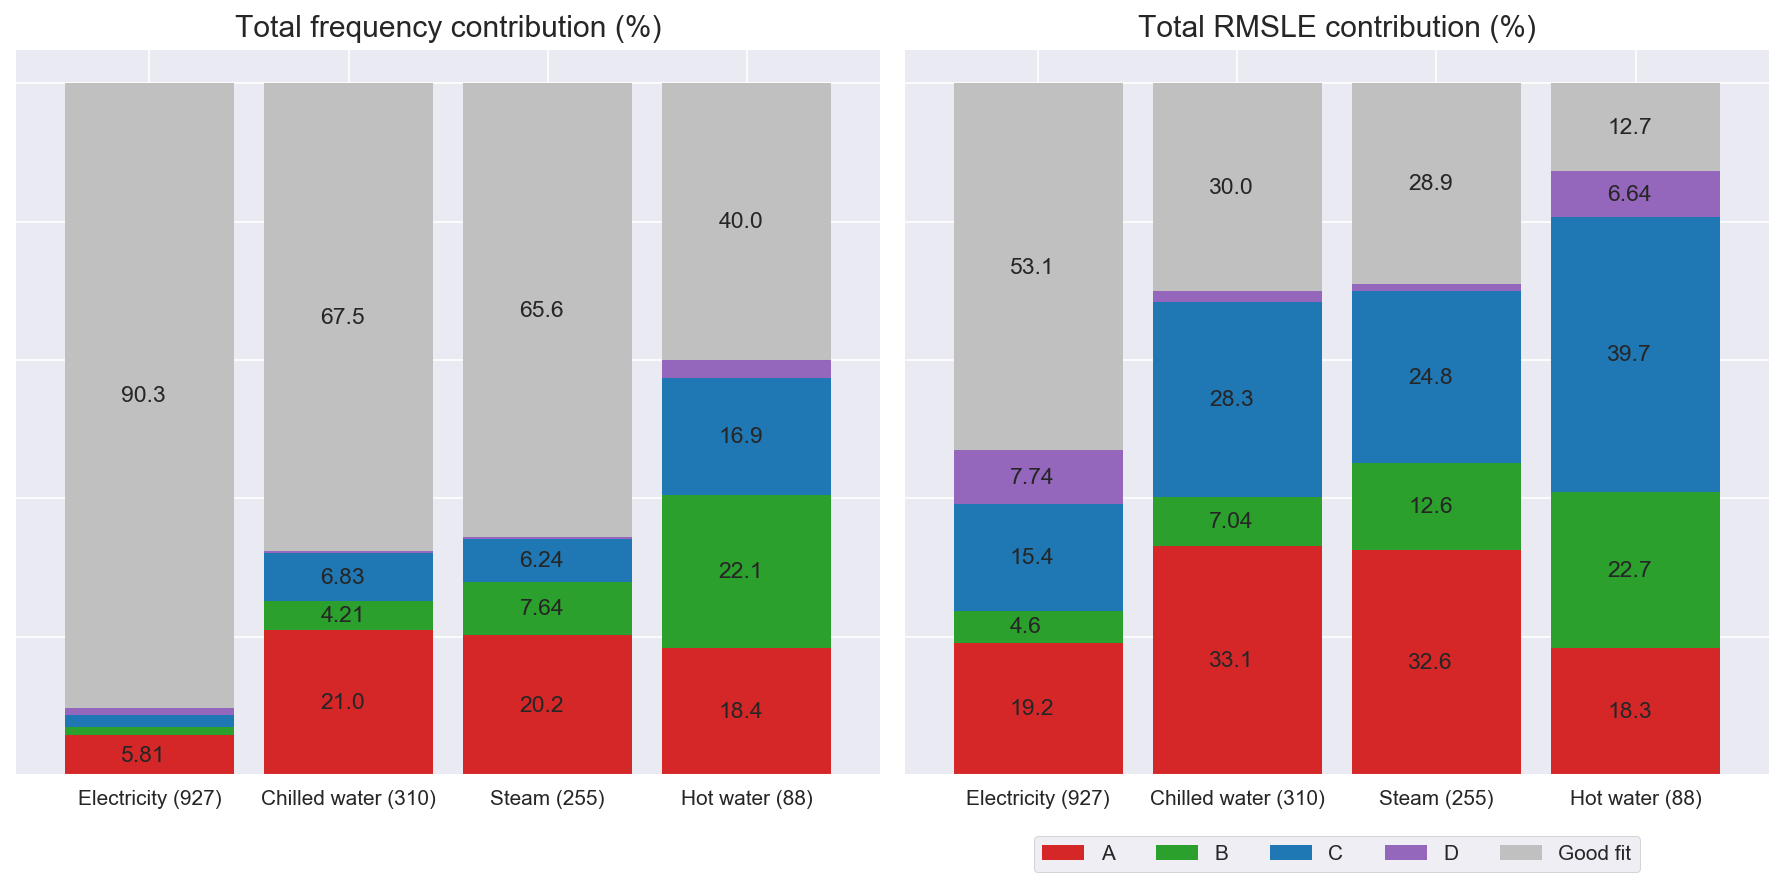 Total frequency contribution (%)
90.3
5.81
67.5
6.83
4.21
21.0
65.6
6.24
7.64
20.2
40.0
16.9
22.1
18.4
Electricity (927)
Chilled water (310)
Steam (255)
Hot water (88)
Total RMSLE contribution (%)
53.1
7.74
15.4
4.6
19.2
30.0
28.3
7.04
33.1
28.9
24.8
12.6
32.6
12.7
6.64
39.7
22.7
18.3
Electricity (927)
Chilled water (310)
Steam (255)
Hot water (88)
A
B
C
D
Good fit